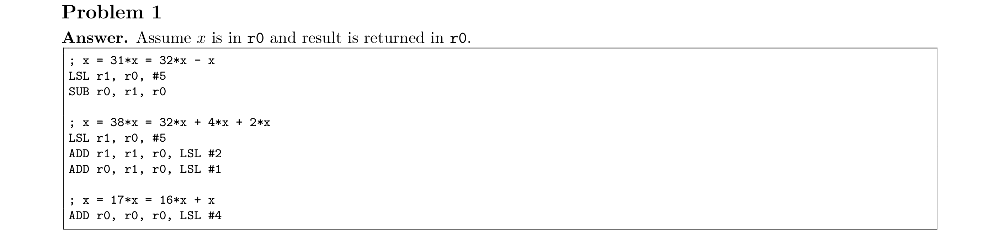 Problem 1
Answer. Assume x is in r0 and result is returned in r0.
; x = 31*x = 32*x - x
LSL r1, r0, #5
SUB r0, r1, r0
; x = 38*x = 32*x + 4*x + 2*x
LSL r1, r0, #5
ADD r1, r1, r0, LSL #2
ADD r0, r1, r0, LSL #1
; x = 17*x = 16*x + x
ADD r0, r0, r0, LSL #4